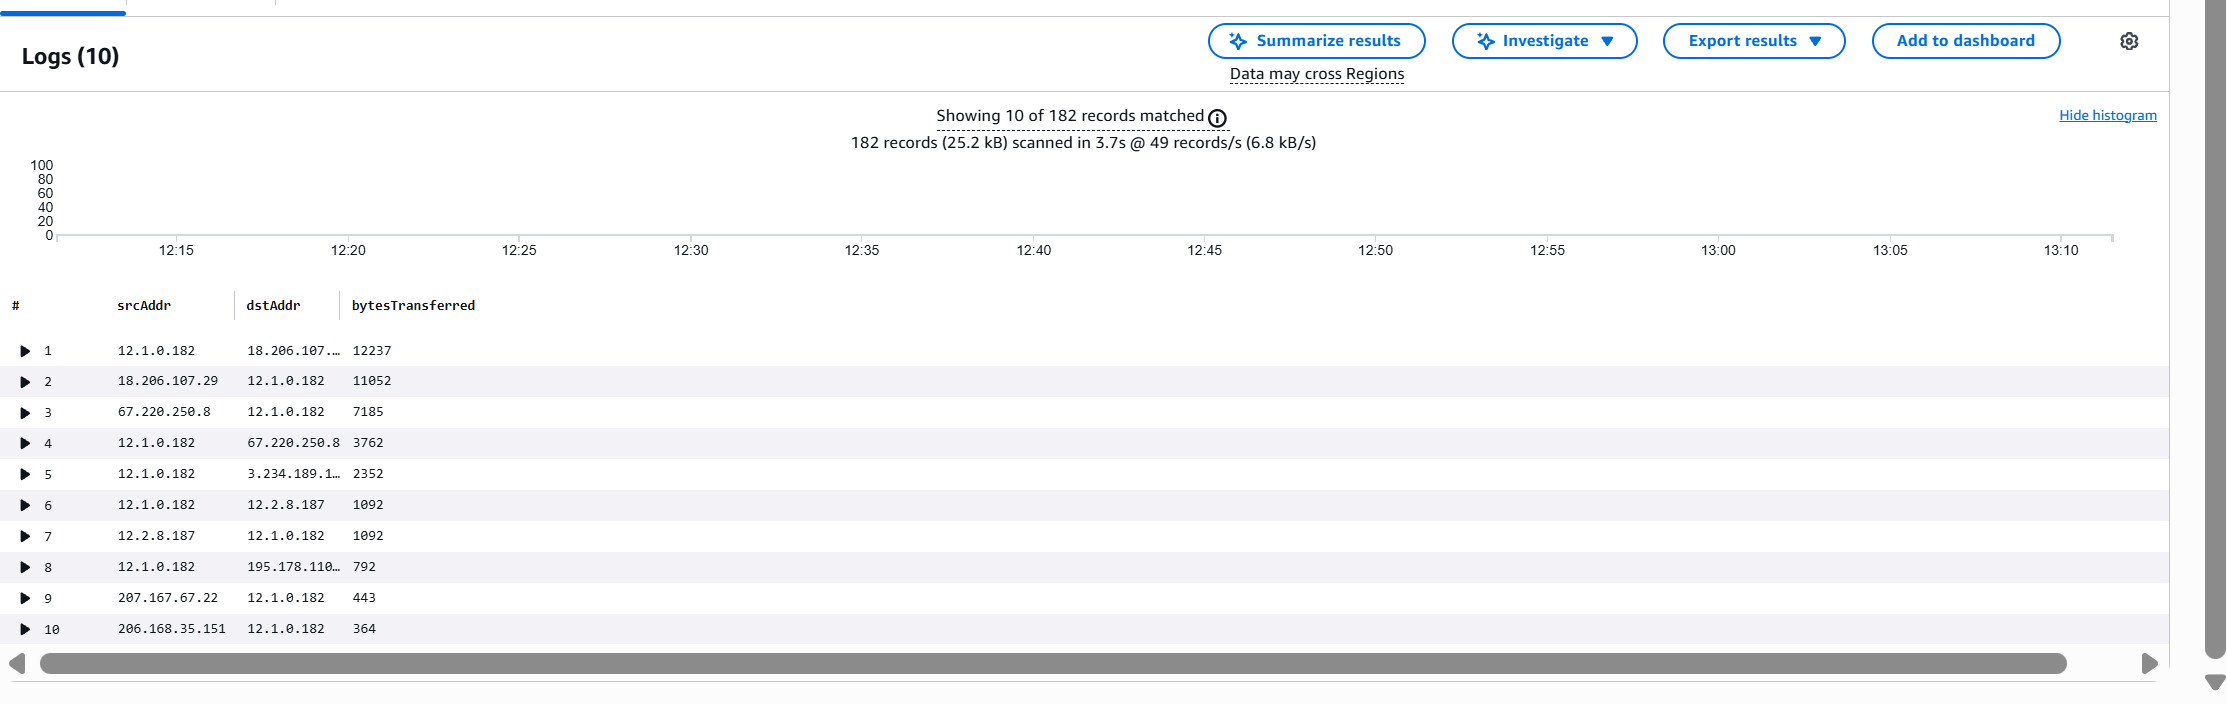 Logs (10)
Summarize results
Investigate
Export results
Add to dashboard
Data may cross Regions
Showing 10 of 182 records matched
Hide histogram
182 records (25.2 kB) scanned in 3.7s @ 49 records/s (6.8 kB/s)
100
80
60
40
20
0
12:15 12:20 12:25 12:30 12:35 12:40 12:45 12:50 12:55 13:00 13:05 13:10
# srcAddr dstAddr bytesTransferred
1 12.1.0.182 18.206.107.… 12237
2 18.206.107.29 12.1.0.182 11052
3 67.220.250.8 12.1.0.182 7185
4 12.1.0.182 67.220.250.8 3762
5 12.1.0.182 3.234.189.1… 2352
6 12.1.0.182 12.2.8.187 1092
7 12.2.8.187 12.1.0.182 1092
8 12.1.0.182 195.178.110… 792
9 207.167.67.22 12.1.0.182 443
10 206.168.35.151 12.1.0.182 364